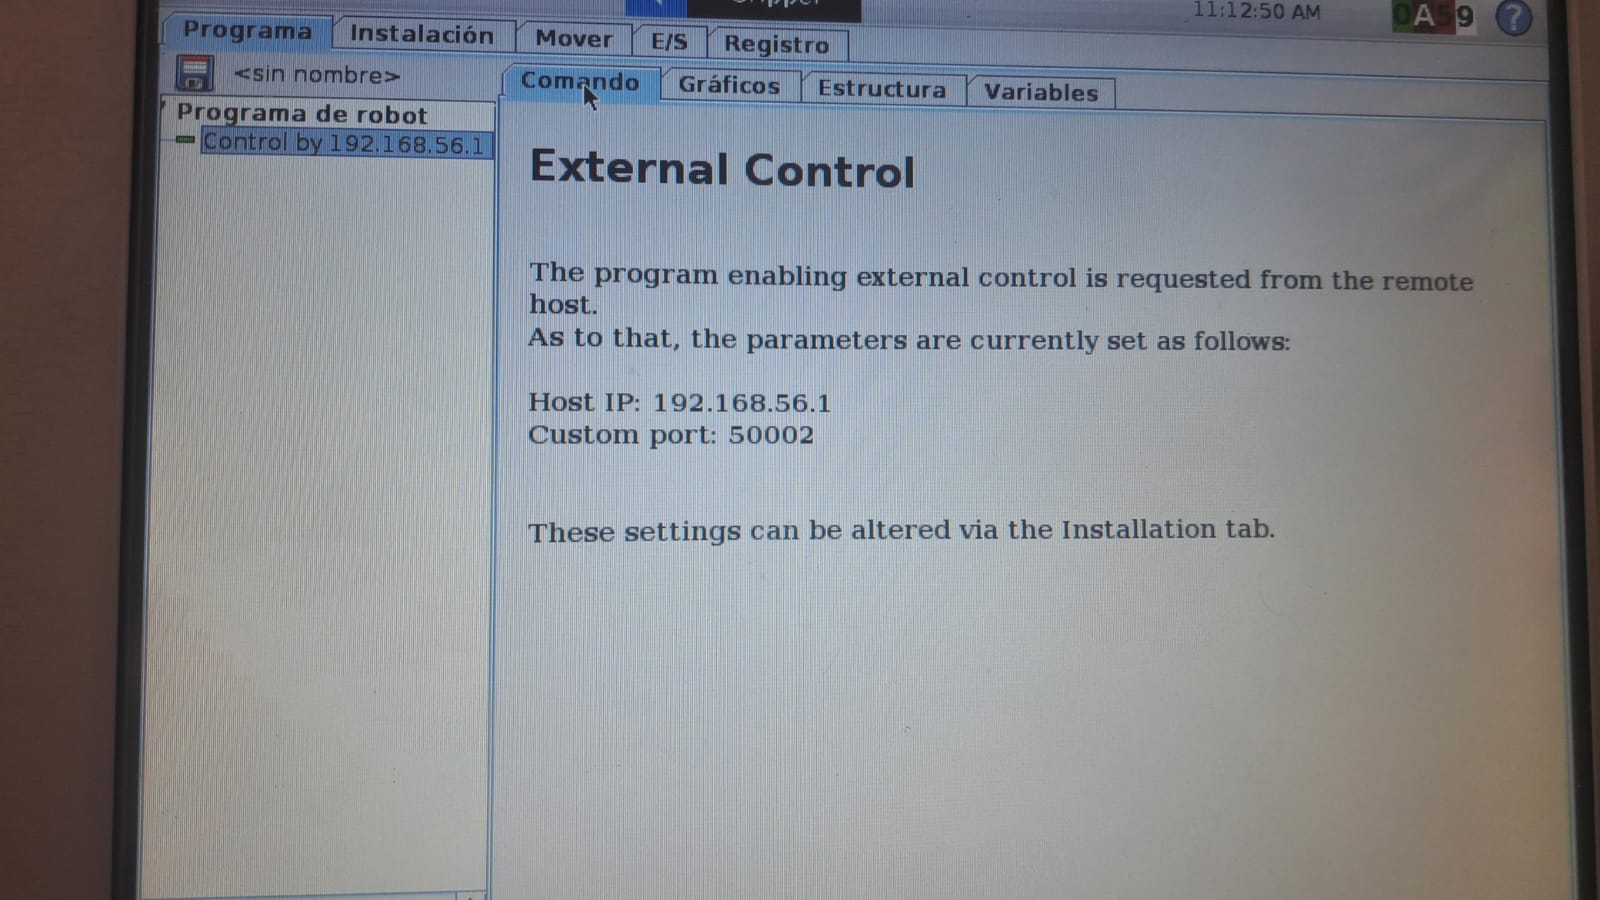 11:12:50 AM
0A59
?
Programa
Instalación
Mover
E/S
Registro
<sin nombre>
Comando
Gráficos
Estructura
Variables
Programa de robot
Control by 192.168.56.1
External Control
The program enabling external control is requested from the remote
host.
As to that, the parameters are currently set as follows:
Host IP: 192.168.56.1
Custom port: 50002
These settings can be altered via the Installation tab.